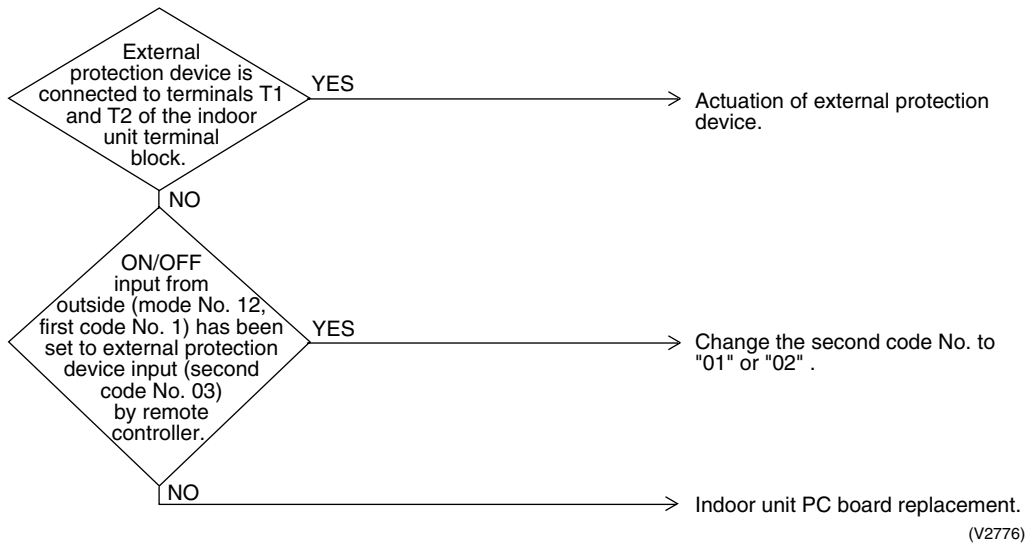 External
protection device is
connected to terminals T1
and T2 of the indoor
unit terminal
block.
YES
Actuation of external protection
device.
NO
ON/OFF
input from
outside (mode No. 12,
first code No. 1) has been
set to external protection
device input (second
code No. 03)
by remote
controller.
YES
Change the second code No. to
"01" or "02" .
NO
Indoor unit PC board replacement.
(V2776)